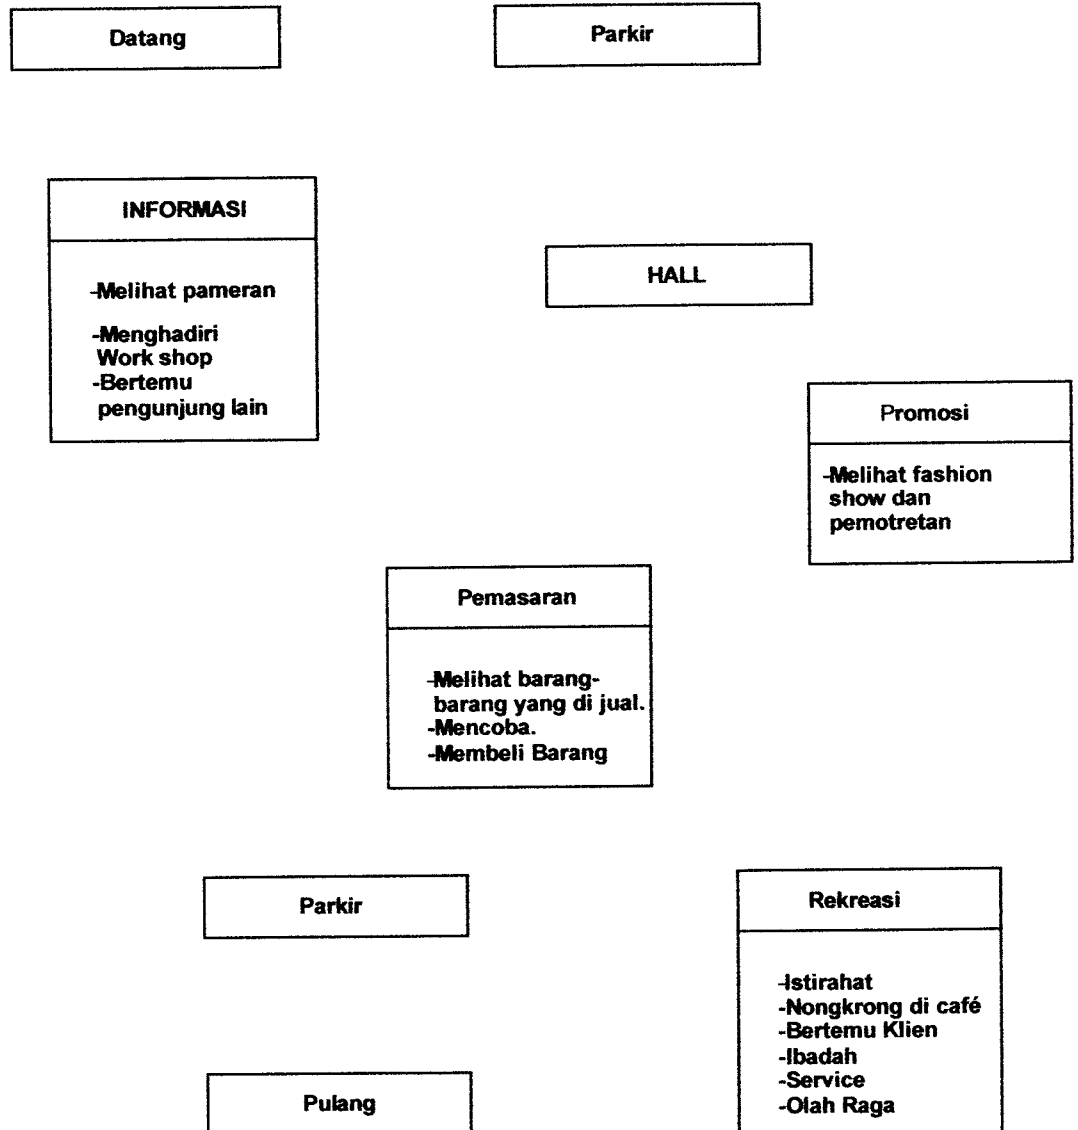 Datang
Parkir
INFORMASI
-Melihat pameran
-Menghadiri
Work shop
-Bertemu
pengunjung lain
HALL
Promosi
-Melihat fashion
show dan
pemotretan
Pemasaran
-Melihat barang-
barang yang di jual.
-Mencoba.
-Membeli Barang
Parkir
Rekreasi
-Istirahat
-Nongkrong di café
-Bertemu Klien
-Ibadah
-Service
-Olah Raga
Pulang